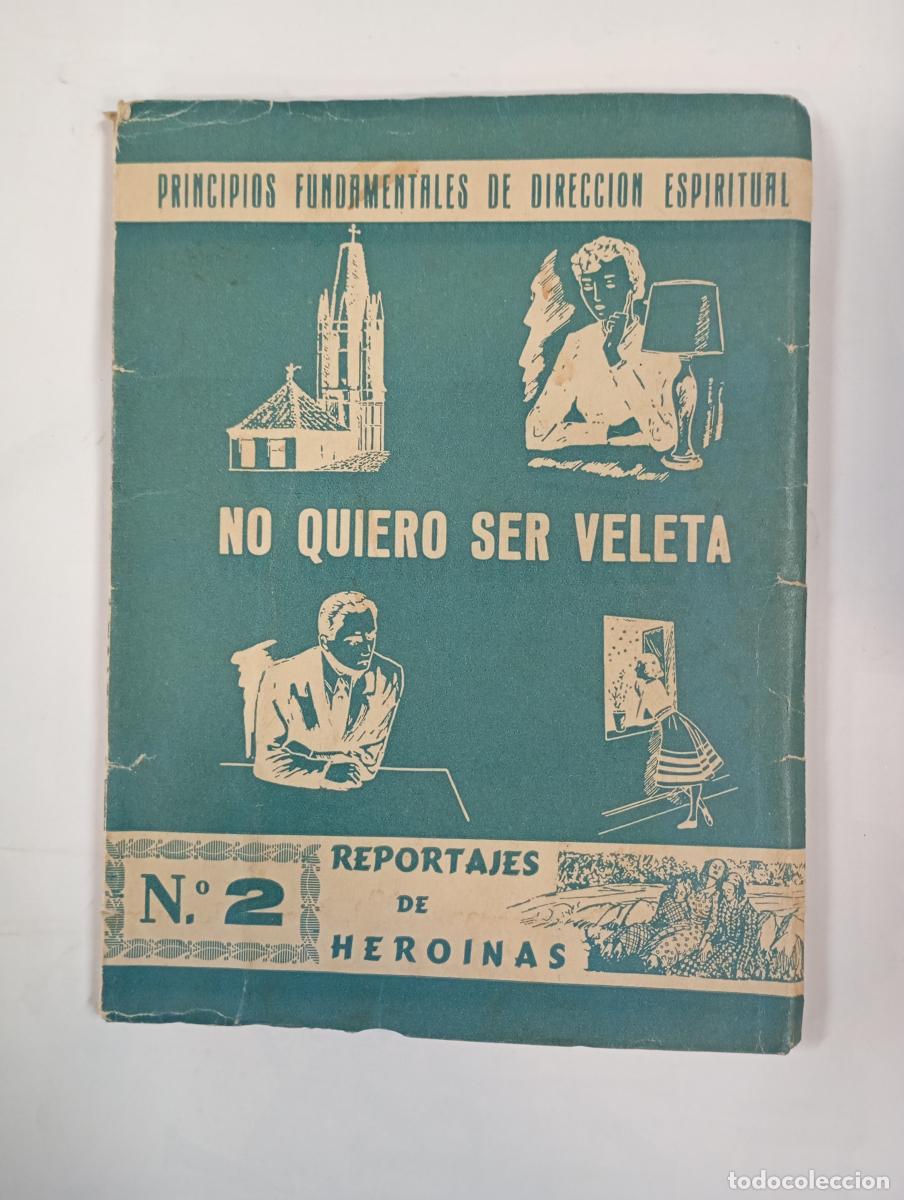 PRINCIPIOS FUNDAMENTALES DE DIRECCION ESPIRITUAL
NO QUIERO SER VELETA
N.º 2
REPORTAJES
DE
HEROINAS
todocoleccion